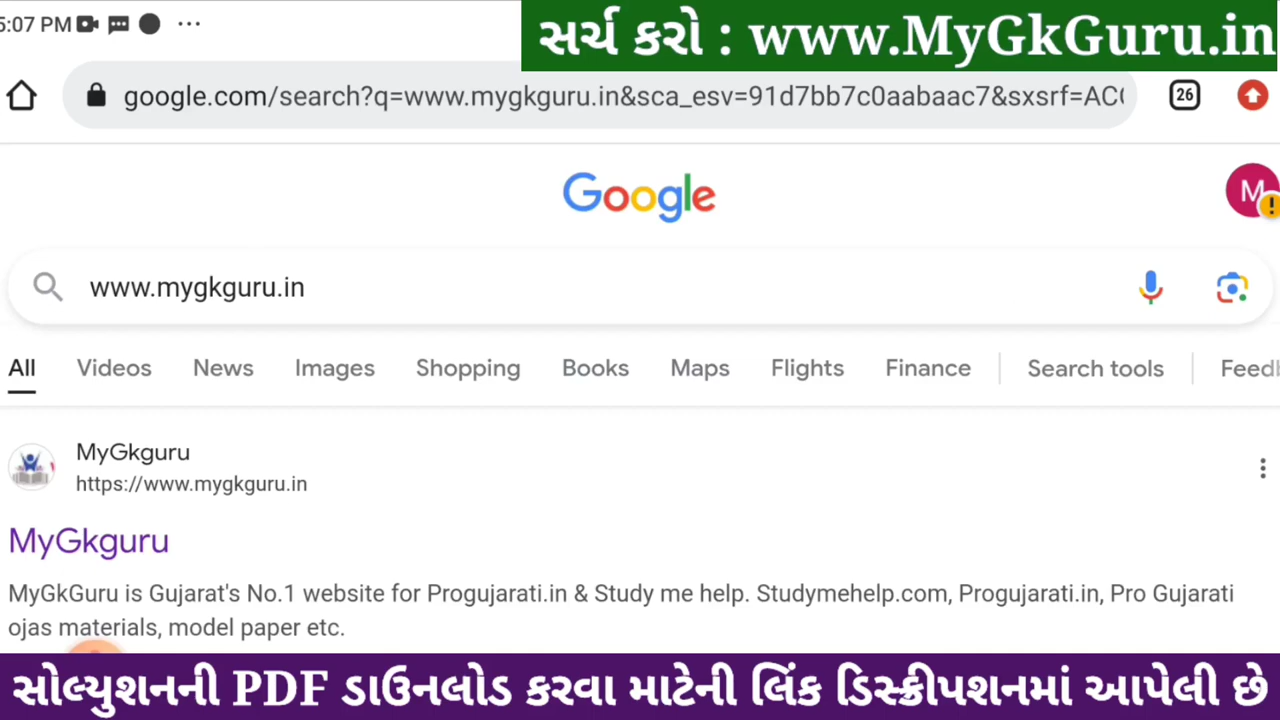 5:07 PM
સર્ચ કરો : www.MyGkGuru.in
google.com/search?q=www.mygkguru.in&sca_esv=91d7bb7c0aabaac7&sxsrf=AC
26
Google
M
www.mygkguru.in
All Videos News Images Shopping Books Maps Flights Finance Search tools Feedb
MyGkguru
https://www.mygkguru.in
MyGkguru
MyGkGuru is Gujarat's No.1 website for Progujarati.in & Study me help. Studymehelp.com, Progujarati.in, Pro Gujarati
ojas materials, model paper etc.
સોલ્યુશનની PDF ડાઉનલોડ કરવા માટેની લિંક ડિસ્ક્રીપશનમાં આપેલી છે